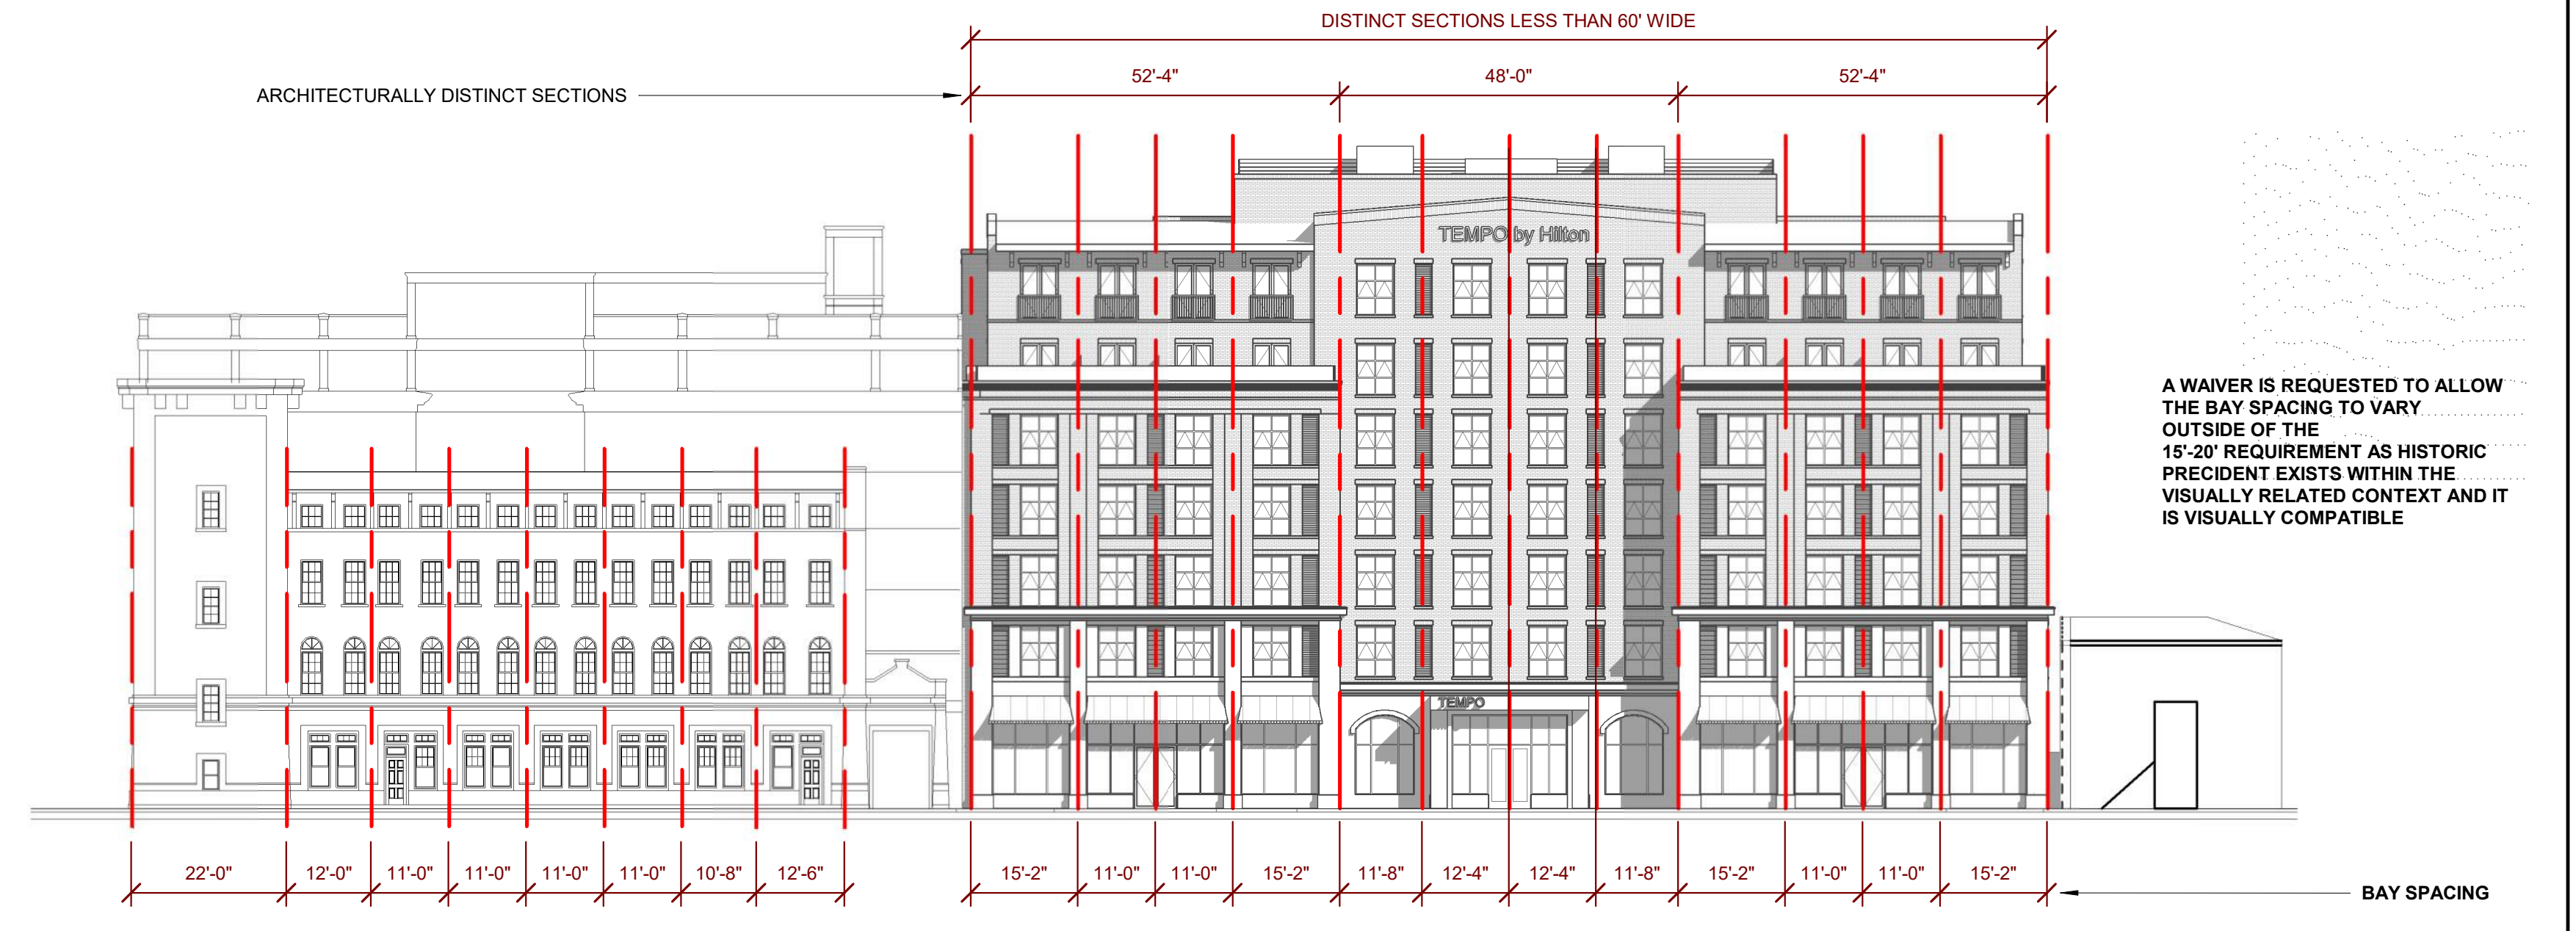 DISTINCT SECTIONS LESS THAN 60' WIDE
52'-4" 48'-0" 52'-4"
ARCHITECTURALLY DISTINCT SECTIONS
TEMPO by Hilton
A WAIVER IS REQUESTED TO ALLOW
THE BAY SPACING TO VARY
OUTSIDE OF THE
15'-20' REQUIREMENT AS HISTORIC
PRECIDENT EXISTS WITHIN THE
VISUALLY RELATED CONTEXT AND IT
IS VISUALLY COMPATIBLE
TEMPO
22'-0" 12'-0" 11'-0" 11'-0" 11'-0" 11'-0" 10'-8" 12'-6" 15'-2" 11'-0" 11'-0" 15'-2" 11'-8" 12'-4" 12'-4" 11'-8" 15'-2" 11'-0" 11'-0" 15'-2"
BAY SPACING